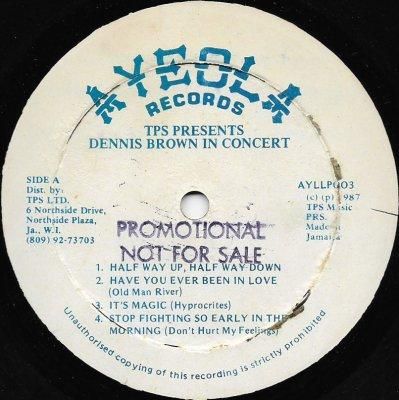 AYEOLA
RECORDS
TPS PRESENTS
DENNIS BROWN IN CONCERT
SIDE A
Dist. by:
TPS LTD.
6 Northside Drive,
Northside Plaza,
Ja., W.I.
(809) 92-73703
AYLLP003
(c) (p) 1987
TPS Music
PRS.
Made in
Jamaica
PROMOTIONAL
NOT FOR SALE
1. HALF WAY UP, HALF WAY DOWN
2. HAVE YOU EVER BEEN IN LOVE
(Old Man River)
3. IT'S MAGIC (Hyprocrites)
4. STOP FIGHTING SO EARLY IN THE
MORNING (Don't Hurt My Feelings)
Unauthorised copying of this recording is strictly prohibited